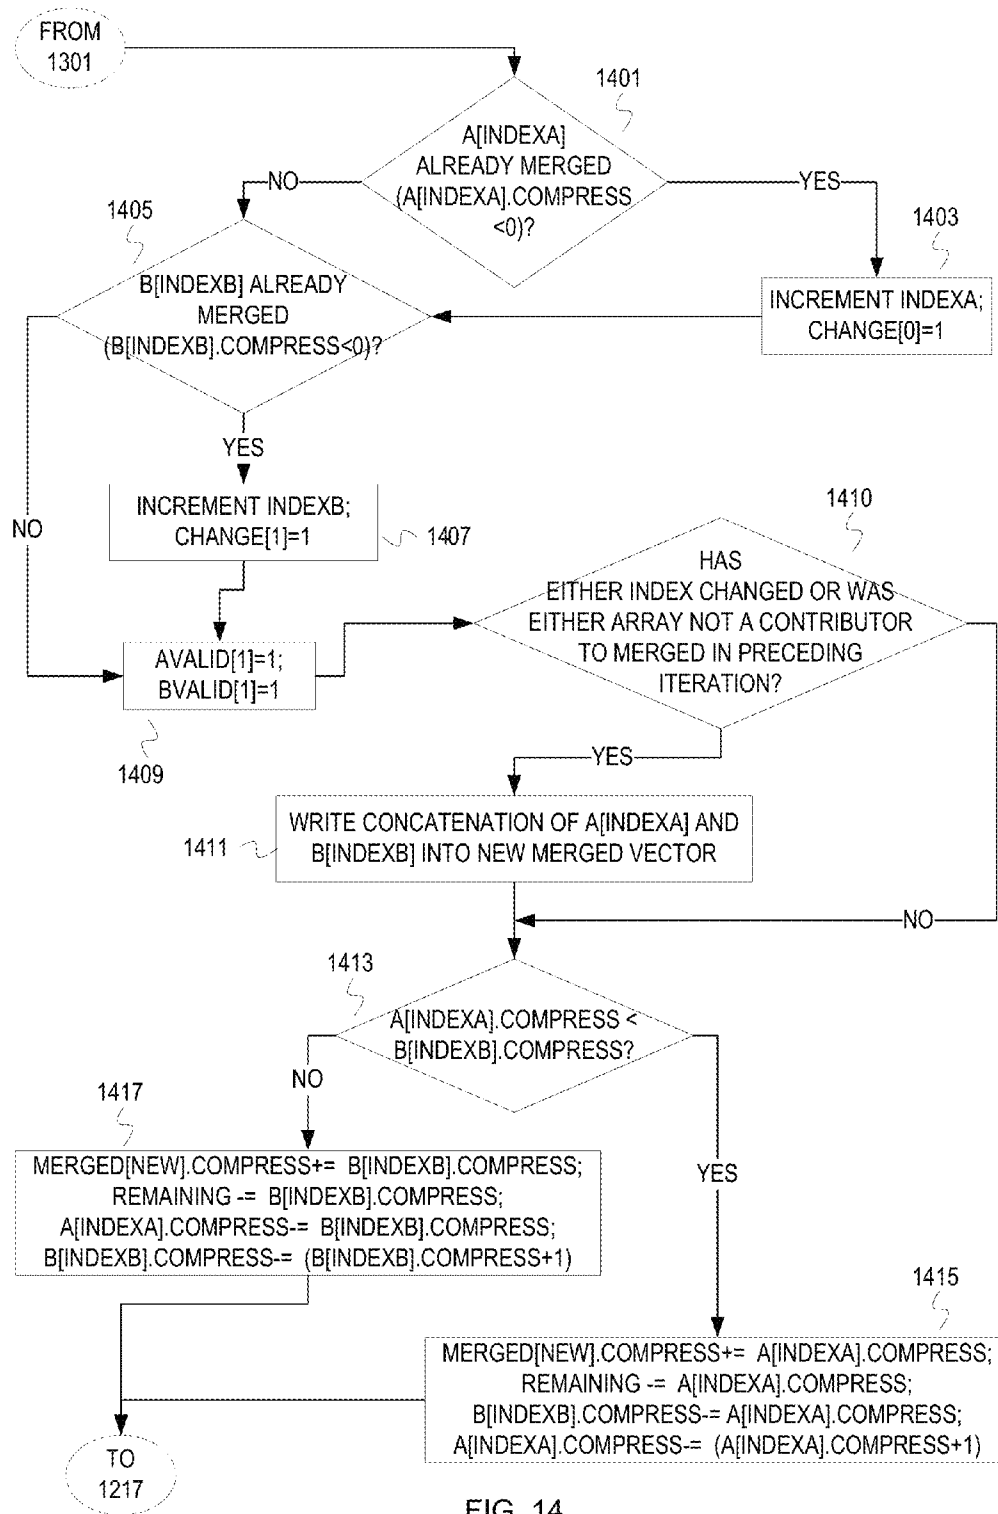 FROM
1301
1401
A[INDEXA]
ALREADY MERGED
(A[INDEXA].COMPRESS
<0)?
NO
YES
1405
1403
B[INDEXB] ALREADY
MERGED
(B[INDEXB].COMPRESS<0)?
INCREMENT INDEXA;
CHANGE[0]=1
YES
NO
INCREMENT INDEXB;
CHANGE[1]=1
1407
1410
HAS
EITHER INDEX CHANGED OR WAS
EITHER ARRAY NOT A CONTRIBUTOR
TO MERGED IN PRECEDING
ITERATION?
AVALID[1]=1;
BVALID[1]=1
1409
YES
WRITE CONCATENATION OF A[INDEXA] AND
B[INDEXB] INTO NEW MERGED VECTOR
1411
NO
1413
A[INDEXA].COMPRESS <
B[INDEXB].COMPRESS?
NO
YES
1417
MERGED[NEW].COMPRESS+= B[INDEXB].COMPRESS;
REMAINING -= B[INDEXB].COMPRESS;
A[INDEXA].COMPRESS-= B[INDEXB].COMPRESS;
B[INDEXB].COMPRESS-= (B[INDEXB].COMPRESS+1)
1415
MERGED[NEW].COMPRESS+= A[INDEXA].COMPRESS;
REMAINING -= A[INDEXA].COMPRESS;
B[INDEXB].COMPRESS-= A[INDEXA].COMPRESS;
A[INDEXA].COMPRESS-= (A[INDEXA].COMPRESS+1)
TO
1217
FIG. 14